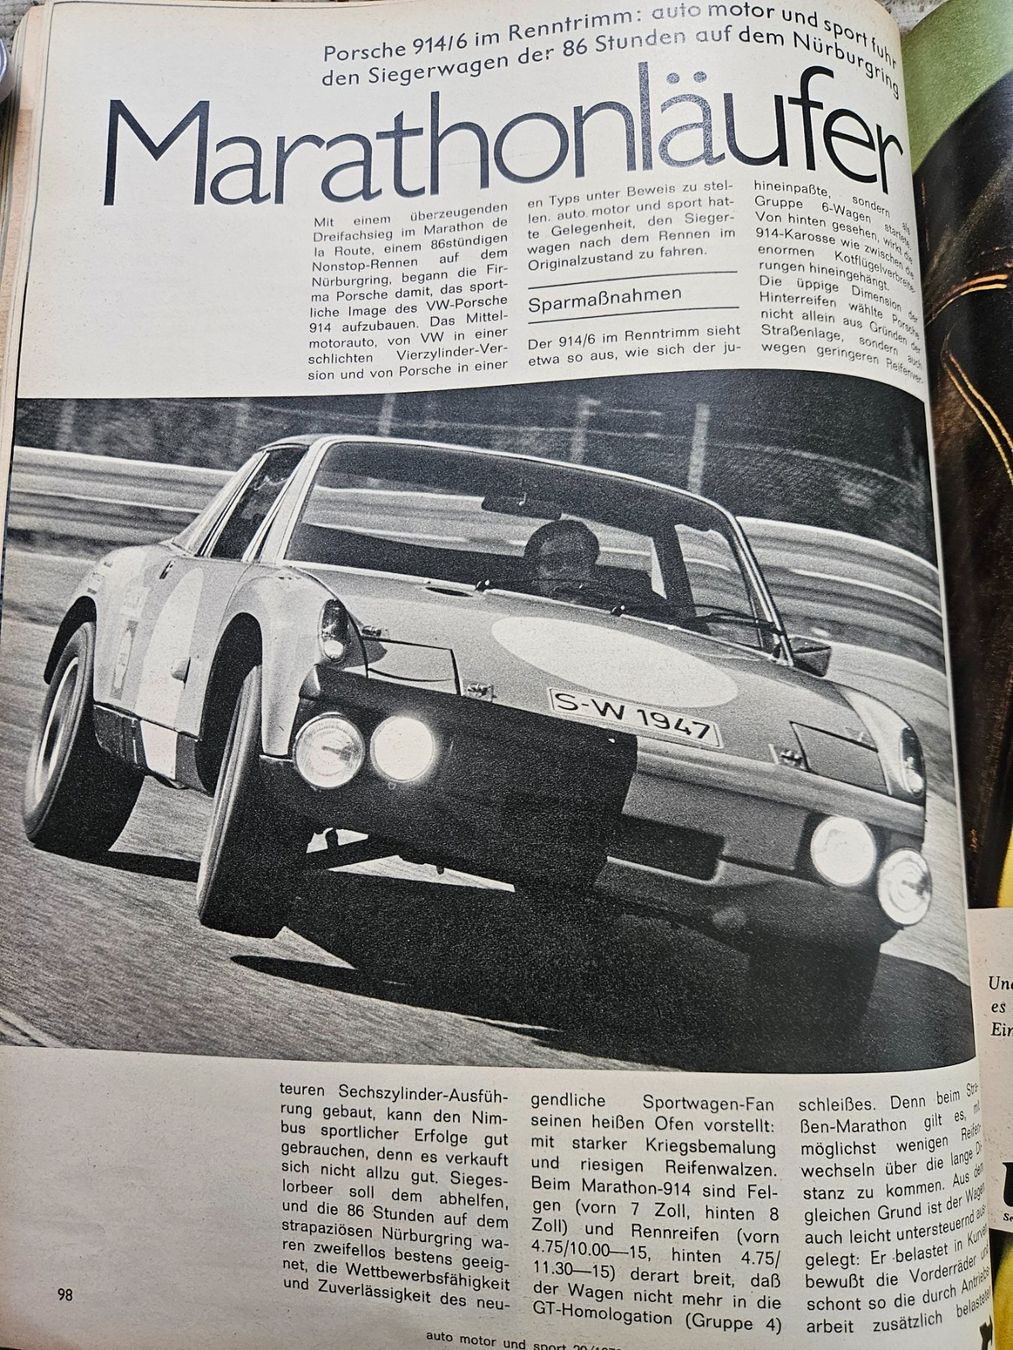 Porsche 914/6 im Renntrimm: auto motor und sport fuhr
den Siegerwagen der 86 Stunden auf dem Nürburgring
Marathonläufer
Mit einem überzeugenden
Dreifachsieg im Marathon de
la Route, einem 86stündigen
Nonstop-Rennen auf dem
Nürburgring, begann die Fir-
ma Porsche damit, das sport-
liche Image des VW-Porsche
914 aufzubauen. Das Mittel-
motorauto, von VW in einer
schlichten Vierzylinder-Ver-
sion und von Porsche in einer
teuren Sechszylinder-Ausfüh-
rung gebaut, kann den Nim-
bus sportlicher Erfolge gut
gebrauchen, denn es verkauft
sich nicht allzu gut. Sieges-
lorbeer soll dem abhelfen,
und die 86 Stunden auf dem
strapaziösen Nürburgring wa-
ren zweifellos bestens geeig-
net, die Wettbewerbsfähigkeit
und Zuverlässigkeit des neu-
en Typs unter Beweis zu stel-
len. auto motor und sport hat-
te Gelegenheit, den Sieger-
wagen nach dem Rennen im
Originalzustand zu fahren.
Sparmaßnahmen
Der 914/6 im Renntrimm sieht
etwa so aus, wie sich der ju-
gendliche Sportwagen-Fan
seinen heißen Ofen vorstellt:
mit starker Kriegsbemalung
und riesigen Reifenwalzen.
Beim Marathon-914 sind Fel-
gen (vorn 7 Zoll, hinten 8
Zoll) und Rennreifen (vorn
4.75/10.00—15, hinten 4.75/
11.30—15) derart breit, daß
der Wagen nicht mehr in die
GT-Homologation (Gruppe 4)
hineinpaßte, sondern als
Gruppe 6-Wagen startete.
Von hinten gesehen, wirkt die
914-Karosse wie zwischen die
enormen Kotflügelverbreite-
rungen hineingehängt.
Die üppige Dimension der
Hinterreifen wählte Porsche
nicht allein aus Gründen der
Straßenlage, sondern auch
wegen geringeren Reifenver-
schleißes. Denn beim Stra-
ßen-Marathon gilt es, mit
möglichst wenigen Reifen-
wechseln über die lange Di-
stanz zu kommen. Aus dem
gleichen Grund ist der Wagen
auch leicht untersteuernd aus-
gelegt: Er belastet in Kurven
bewußt die Vorderräder und
schont so die durch Antriebs-
arbeit zusätzlich belasteten
S-W 1947
98
auto motor und sport
Und
es
Ein